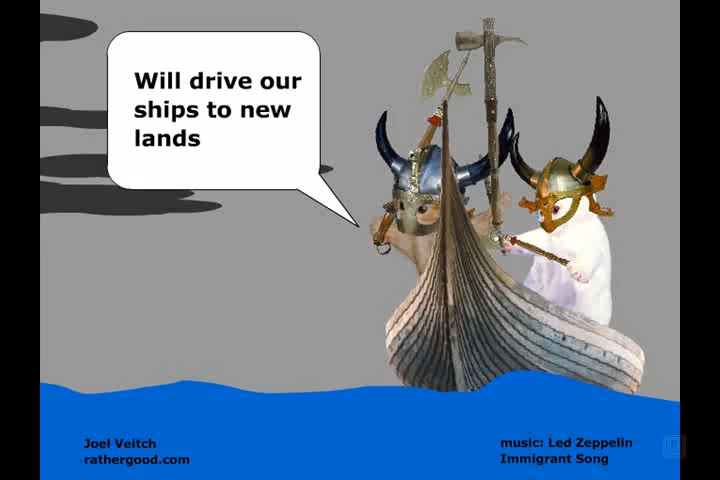 Will drive our
ships to new
lands
Joel Veitch
rathergood.com
music: Led Zeppelin
Immigrant Song